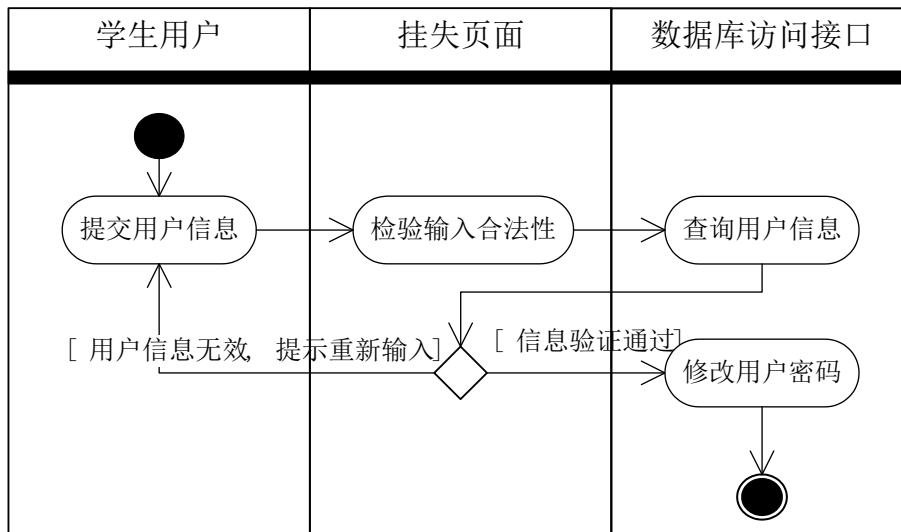 学生用户
挂失页面
数据库访问接口
提交用户信息
检验输入合法性
查询用户信息
[ 用户信息无效, 提示重新输入]
[ 信息验证通过]
修改用户密码